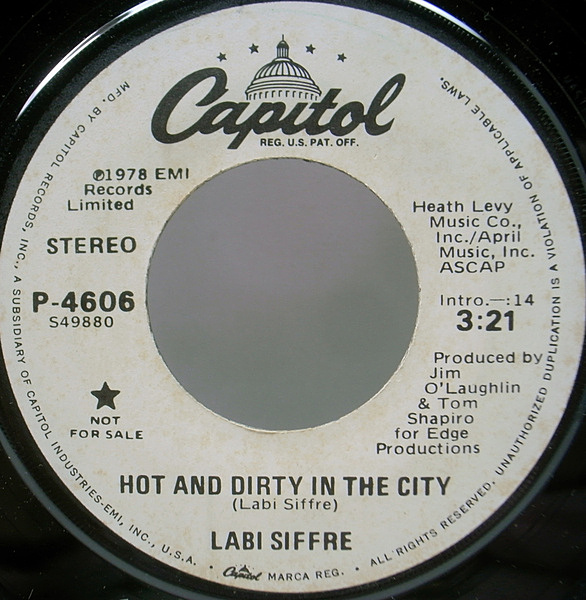 Capitol
REG. U.S. PAT. OFF.
℗1978 EMI
Records
Limited
STEREO
P-4606
S49880
NOT
FOR SALE
Heath Levy
Music Co.,
Inc./April
Music, Inc.
ASCAP
Intro.—:14
3:21
Produced by
Jim
O'Laughlin
& Tom
Shapiro
for Edge
Productions
HOT AND DIRTY IN THE CITY
(Labi Siffre)
LABI SIFFRE
MFD. BY CAPITOL RECORDS, INC., A SUBSIDIARY OF CAPITOL INDUSTRIES-EMI, INC., U.S.A. • Capitol MARCA REG. • ALL RIGHTS RESERVED. UNAUTHORIZED DUPLICATION IS A VIOLATION OF APPLICABLE LAWS.